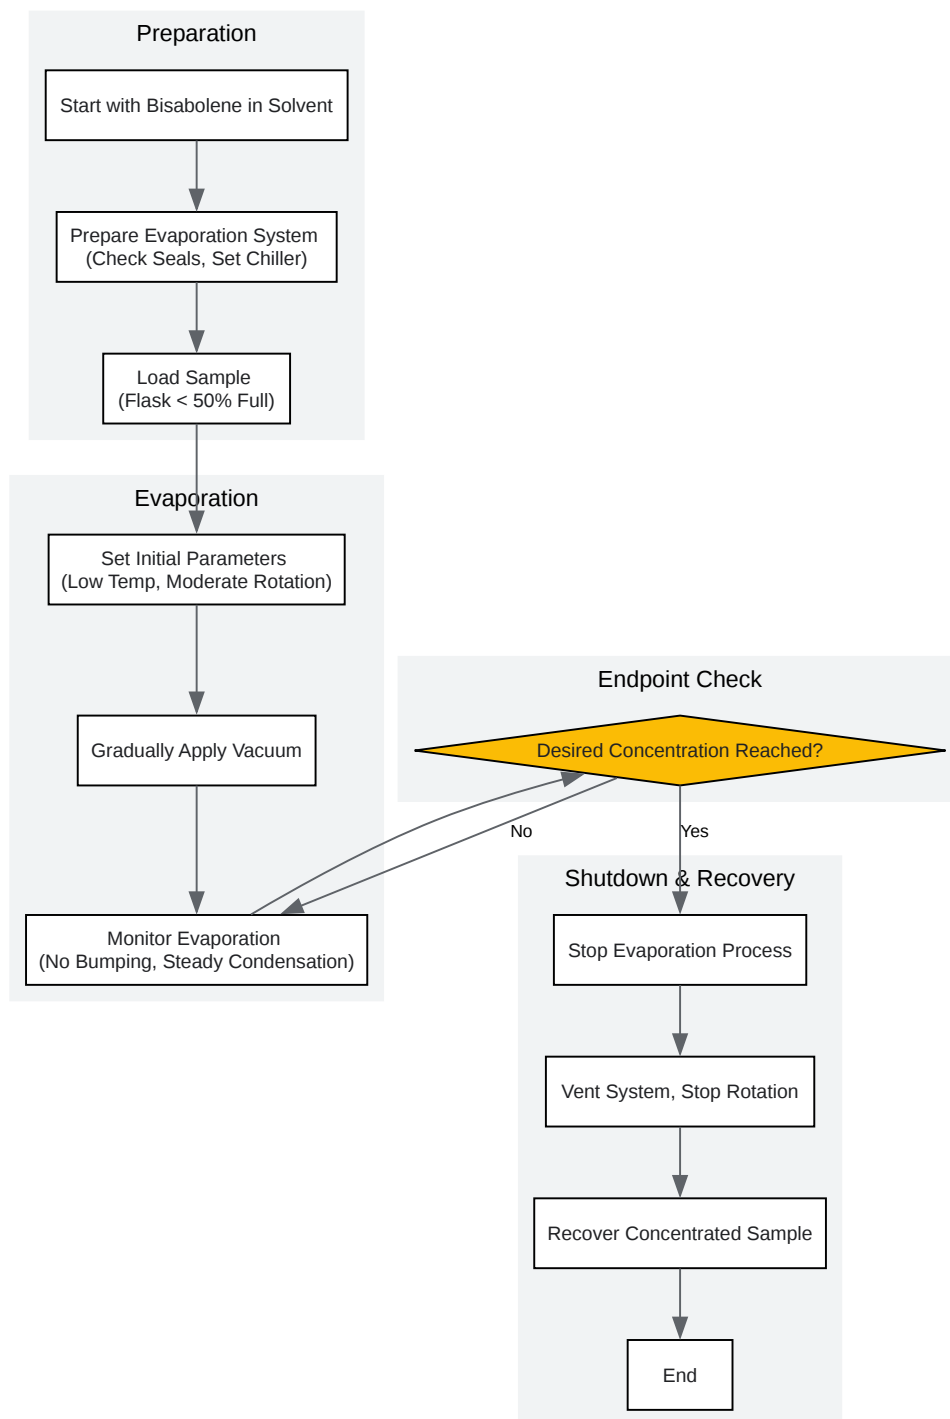 Preparation
Start with Bisabolene in Solvent
Prepare Evaporation System
(Check Seals, Set Chiller)
Load Sample
(Flask < 50% Full)
Evaporation
Set Initial Parameters
(Low Temp, Moderate Rotation)
Gradually Apply Vacuum
Monitor Evaporation
(No Bumping, Steady Condensation)
Endpoint Check
Desired Concentration Reached?
No
Yes
Shutdown & Recovery
Stop Evaporation Process
Vent System, Stop Rotation
Recover Concentrated Sample
End